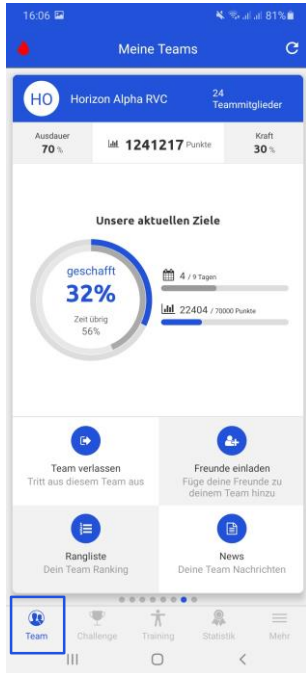 16:06 81%
Meine Teams
HO Horizon Alpha RVC 24
Teammitglieder
Ausdauer
70 %
1241217 Punkte
Kraft
30 %
Unsere aktuellen Ziele
geschafft
32%
Zeit übrig
56%
4 / 9 Tagen
22404 / 70000 Punkte
Team verlassen
Tritt aus diesem Team aus
Freunde einladen
Füge deine Freunde zu
deinem Team hinzu
Rangliste
Dein Team Ranking
News
Deine Team Nachrichten
Team Challenge Training Statistik Mehr